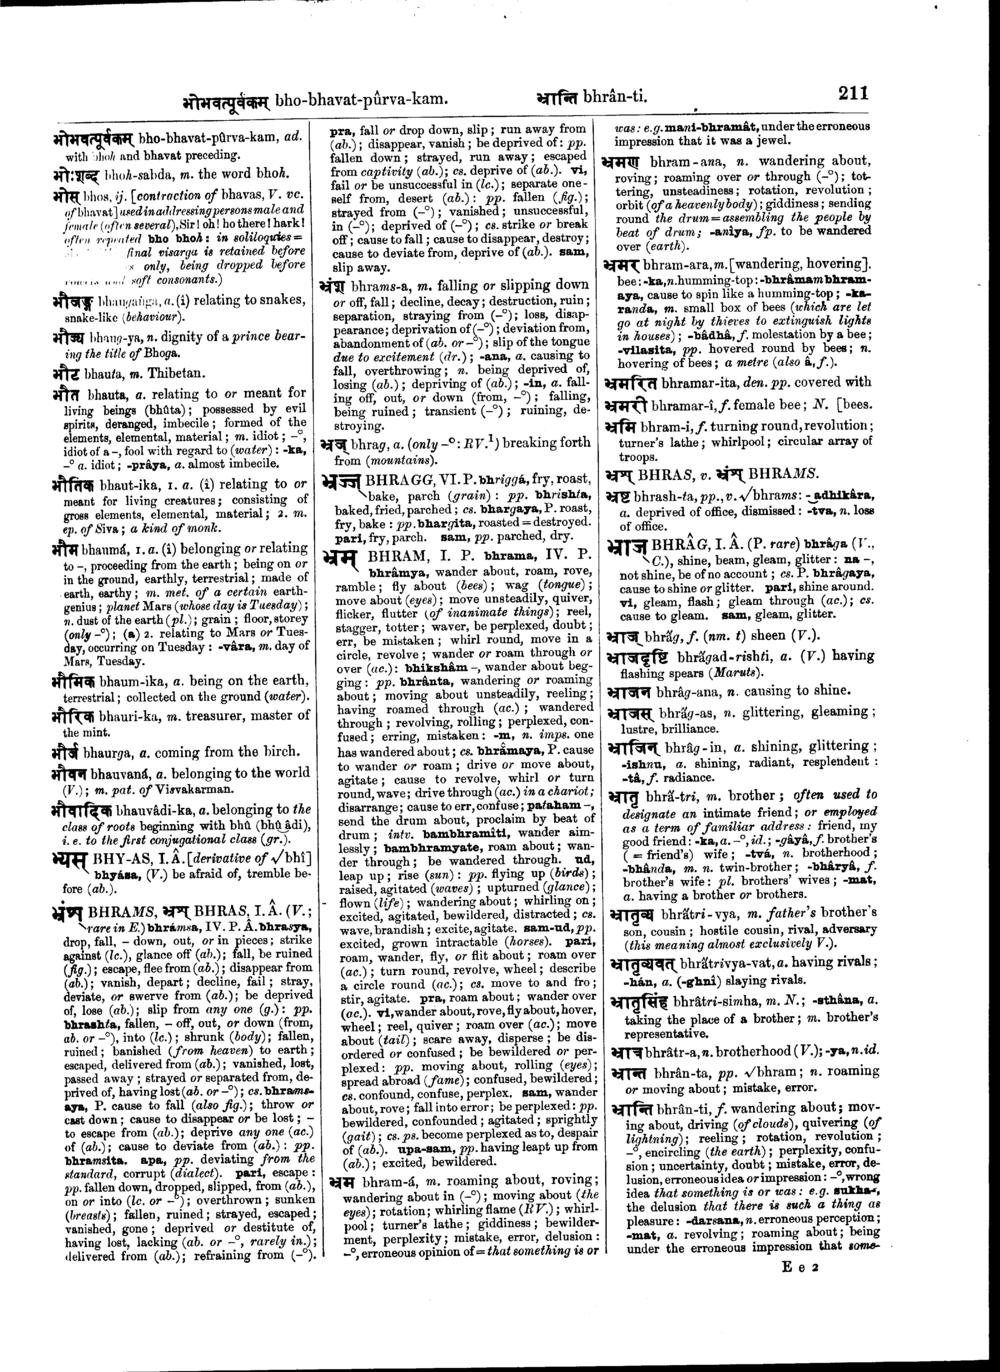 भोभवत्पूर्वकम् bho-bhavat-pûrva-kam.
भ्रान्ति bhrân-ti.
211
भोभवत्पूर्वकम् bho-bhavat-pûrva-kam, ad.
with bhoh and bhavat preceding.
भोःशब्द bhoh-sabda, m. the word bhoh.
भोस् bhos, ij. [contraction of bhavas, V. vc.
of bhavat] used in addressing persons male and
female (often several), Sir! oh! ho there! hark!
often repeated bho bhoh: in soliloquies =
final visarga is retained before
only, being dropped before
soft consonants.)
भौजङ्ग bhaugaṅga, a. (î) relating to snakes,
snake-like (behaviour).
भौज्य bhaug-ya, n. dignity of a prince bear-
ing the title of Bhoga.
भौट bhauta, m. Thibetan.
भौत bhauta, a. relating to or meant for
living beings (bhûta); possessed by evil
spirits, deranged, imbecile; formed of the
elements, elemental, material; m. idiot; -°,
idiot of a -, fool with regard to (water): -ka,
-° a. idiot; -prâya, a. almost imbecile.
भौतिक bhaut-ika, 1. a. (î) relating to or
meant for living creatures; consisting of
gross elements, elemental, material; 2. m.
ep. of Siva; a kind of monk.
भौम bhaumá, 1. a. (î) belonging or relating
to -, proceeding from the earth; being on or
in the ground, earthly, terrestrial; made of
earth, earthy; m. met. of a certain earth-
genius; planet Mars (whose day is Tuesday);
n. dust of the earth (pl.); grain; floor, storey
(only -°); (a) 2. relating to Mars or Tues-
day, occurring on Tuesday: -vâra, m. day of
Mars, Tuesday.
भौमिक bhaum-ika, a. being on the earth,
terrestrial; collected on the ground (water).
भौरिक bhauri-ka, m. treasurer, master of
the mint.
भौर्ज bhaurga, a. coming from the birch.
भौवन bhauvaná, a. belonging to the world
(V.); m. pat. of Visvakarman.
भौवादिक bhauvâdi-ka, a. belonging to the
class of roots beginning with bhû (bhû âdi),
i. e. to the first conjugational class (gr.).
भ्यस् BHY-AS, I. Â. [derivative of √bhî]
bhyása, (V.) be afraid of, tremble be-
fore (ab.).
भ्रंश् BHRAMS, भ्रश् BHRAS, I. Â. (V.;
rare in E.) bhrámsa, IV. P. Â. bhrasya,
drop, fall, - down, out, or in pieces; strike
against (lc.), glance off (ab.); fall, be ruined
(fig.); escape, flee from (ab.); disappear from
(ab.); vanish, depart; decline, fail; stray,
deviate, or swerve from (ab.); be deprived
of, lose (ab.); slip from any one (g.): pp.
bhrashta, fallen, - off, out, or down (from,
ab. or -°), into (lc.); shrunk (body); fallen,
ruined; banished (from heaven) to earth;
escaped, delivered from (ab.); vanished, lost,
passed away; strayed or separated from, de-
prived of, having lost (ab. or -°); cs. bhrams-
aya, P. cause to fall (also fig.); throw or
cast down; cause to disappear or be lost; -
to escape from (ab.); deprive any one (ac.)
of (ab.); cause to deviate from (ab.): pp.
bhramsita. apa, pp. deviating from the
standard, corrupt (dialect). pari, escape:
pp. fallen down, dropped, slipped, from (ab.),
on or into (lc. or -°); overthrown; sunken
(breasts); fallen, ruined; strayed, escaped;
vanished, gone; deprived or destitute of,
having lost, lacking (ab. or -°, rarely in.);
delivered from (ab.); refraining from (-°).
pra, fall or drop down, slip; run away from
(ab.); disappear, vanish; be deprived of: pp.
fallen down; strayed, run away; escaped
from captivity (ab.); cs. deprive of (ab.). vi,
fail or be unsuccessful in (lc.); separate one-
self from, desert (ab.): pp. fallen (fig.);
strayed from (-°); vanished; unsuccessful,
in (-°); deprived of (-°); cs. strike or break
off; cause to fall; cause to disappear, destroy;
cause to deviate from, deprive of (ab.). sam,
slip away.
भ्रंश bhrams-a, m. falling or slipping down
or off, fall; decline, decay; destruction, ruin;
separation, straying from (-°); loss, disap-
pearance; deprivation of (-°); deviation from,
abandonment of (ab. or -°); slip of the tongue
due to excitement (dr.); -ana, a. causing to
fall, overthrowing; n. being deprived of,
losing (ab.); depriving of (ab.); -in, a. fall-
ing off, out, or down (from, -°); falling,
being ruined; transient (-°); ruining, de-
stroying.
भ्रज् bhrag, a. (only -°: RV.¹) breaking forth
from (mountains).
भ्रज्ज् BHRAGG, VI. P. bhriggá, fry, roast,
bake, parch (grain): pp. bhrishta,
baked, fried, parched; cs. bhargaya, P. roast,
fry, bake: pp. bhargita, roasted = destroyed.
pari, fry, parch. sam, pp. parched, dry.
भ्रम् BHRAM, I. P. bhrama, IV. P.
bhrâmya, wander about, roam, rove,
ramble; fly about (bees); wag (tongue);
move about (eyes); move unsteadily, quiver,
flicker, flutter (of inanimate things); reel,
stagger, totter; waver, be perplexed, doubt;
err, be mistaken; whirl round, move in a
circle, revolve; wander or roam through or
over (ac.): bhikshâm -, wander about beg-
ging: pp. bhrânta, wandering or roaming
about; moving about unsteadily, reeling;
having roamed through (ac.); wandered
through; revolving, rolling; perplexed, con-
fused; erring, mistaken: -m, n. imps. one
has wandered about; cs. bhrâmaya, P. cause
to wander or roam; drive or move about,
agitate; cause to revolve, whirl or turn
round, wave; drive through (ac.) in a chariot;
disarrange; cause to err, confuse; pataham -,
send the drum about, proclaim by beat of
drum; intv. bambhramîti, wander aim-
lessly; bambhramyate, roam about; wan-
der through; be wandered through. ud,
leap up; rise (sun): pp. flying up (birds);
raised, agitated (waves); upturned (glance);
flown (life); wandering about; whirling on;
excited, agitated, bewildered, distracted; cs.
wave, brandish; excite, agitate. sam-ud, pp.
excited, grown intractable (horses). pari,
roam, wander, fly, or flit about; roam over
(ac.); turn round, revolve, wheel; describe
a circle round (ac.); cs. move to and fro;
stir, agitate. pra, roam about; wander over
(ac.). vi, wander about, rove, fly about, hover,
wheel; reel, quiver; roam over (ac.); move
about (tail); scare away, disperse; be dis-
ordered or confused; be bewildered or per-
plexed: pp. moving about, rolling (eyes);
spread abroad (fame); confused, bewildered;
cs. confound, confuse, perplex. sam, wander
about, rove; fall into error; be perplexed: pp.
bewildered, confounded; agitated; sprightly
(gait); cs. ps. become perplexed as to, despair
of (ab.). upa-sam, pp. having leapt up from
(ab.); excited, bewildered.
भ्रम bhram-á, m. roaming about, roving;
wandering about in (-°); moving about (the
eyes); rotation; whirling flame (RV.); whirl-
pool; turner's lathe; giddiness; bewilder-
ment, perplexity; mistake, error, delusion:
-°, erroneous opinion of = that something is or
was: e.g. mani-bhramât, under the erroneous
impression that it was a jewel.
भ्रमण bhram-ana, n. wandering about,
roving; roaming over or through (-°); tot-
tering, unsteadiness; rotation, revolution;
orbit (of a heavenly body); giddiness; sending
round the drum = assembling the people by
beat of drum; -anîya, fp. to be wandered
over (earth).
भ्रमर bhram-ara, m. [wandering, hovering].
bee: -ka, n. humming-top: -bhrâmam bhram-
aya, cause to spin like a humming-top; -ka-
randa, m. small box of bees (which are let
go at night by thieves to extinguish lights
in houses); -bâdhâ, f. molestation by a bee;
-vilasita, pp. hovered round by bees; n.
hovering of bees; a metre (also â, f.).
भ्रमरित bhramar-ita, den. pp. covered with
भ्रमरी bhramar-î, f. female bee; N. [bees.
भ्रमि bhram-i, f. turning round, revolution;
turner's lathe; whirlpool; circular array of
troops.
भ्रश् BHRAS, v. भ्रंश् BHRAMS.
भ्रष्ट bhrash-ta, pp., v. √bhrams: -adhikâra,
a. deprived of office, dismissed: -tva, n. loss
of office.
भ्राज् BHRÂG, I. Â. (P. rare) bhrâga (V.,
C.), shine, beam, gleam, glitter: na -,
not shine, be of no account; cs. P. bhrâgaya,
cause to shine or glitter. pari, shine around.
vi, gleam, flash; gleam through (ac.); cs.
cause to gleam. sam, gleam, glitter.
भ्राज् bhrâg, f. (nm. t) sheen (V.).
भ्राजदृष्टि bhrâgad-rishti, a. (V.) having
flashing spears (Maruts).
भ्राजन bhrâg-ana, n. causing to shine.
भ्राजस् bhrâg-as, n. glittering, gleaming;
lustre, brilliance.
भ्राजिन् bhrâg-in, a. shining, glittering;
-ishnu, a. shining, radiant, resplendent:
-tâ, f. radiance.
भ्रातृ bhrâ-tri, m. brother; often used to
designate an intimate friend; or employed
as a term of familiar address: friend, my
good friend: -ka, a. -°, id.; -gâyâ, f. brother's
(= friend's) wife; -tvá, n. brotherhood;
-bhânda, m. n. twin-brother; -bhâryâ, f.
brother's wife: pl. brothers' wives; -mat,
a. having a brother or brothers.
भ्रातृव्य bhrâtri-vya, m. father's brother's
son, cousin; hostile cousin, rival, adversary
(this meaning almost exclusively V.).
भ्रातृव्यवत् bhrâtrivya-vat, a. having rivals;
-hán, a. (-ghnî) slaying rivals.
भ्रातृसिंह bhrâtri-simha, m. N.; -sthâna, a.
taking the place of a brother; m. brother's
representative.
भ्रात्र bhrâtr-a, n. brotherhood (V.); -ya, n. id.
भ्रान्त bhrân-ta, pp. √bhram; n. roaming
or moving about; mistake, error.
भ्रान्ति bhrân-ti, f. wandering about; mov-
ing about, driving (of clouds), quivering (of
lightning); reeling; rotation, revolution;
-°, encircling (the earth); perplexity, confu-
sion; uncertainty, doubt; mistake, error, de-
lusion, erroneous idea or impression: -°, wrong
idea that something is or was: e.g. sukha-,
the delusion that there is such a thing as
pleasure: -darsana, n. erroneous perception;
-mat, a. revolving; roaming about; being
under the erroneous impression that some-
E e 2